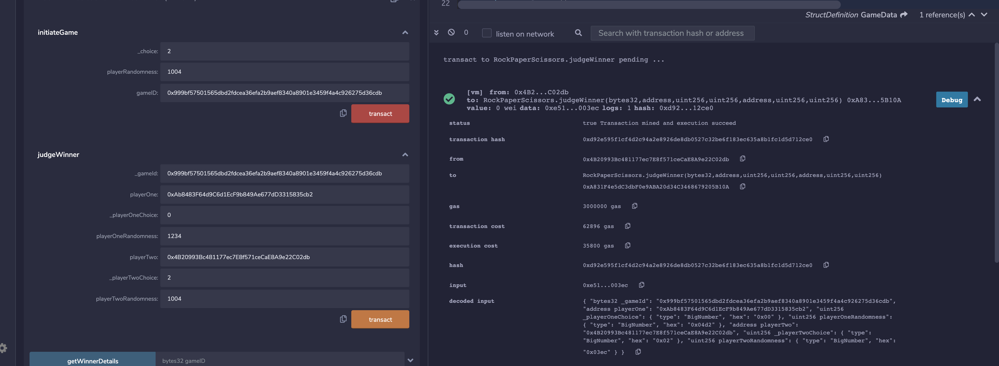 initiateGame
_choice: 2
playerRandomness: 1004
gameID: 0x999bf57501565dbd2fdcea36efa2b9aef8340a8901e3459f4a4c926275d36cdb
transact
judgeWinner
_gameId: 0x999bf57501565dbd2fdcea36efa2b9aef8340a8901e3459f4a4c926275d36cdb
playerOne: 0xAb8483F64d9C6d1EcF9b849Ae677dD3315835cb2
_playerOneChoice: 0
playerOneRandomness: 1234
playerTwo: 0x4B20993Bc481177ec7E8f571ceCaE8A9e22C02db
_playerTwoChoice: 2
playerTwoRandomness: 1004
transact
getWinnerDetails bytes32 gameID
22
StructDefinition GameData 1 reference(s)
0 listen on network Search with transaction hash or address
transact to RockPaperScissors.judgeWinner pending ...
[vm] from: 0x4B2...C02db
to: RockPaperScissors.judgeWinner(bytes32,address,uint256,uint256,address,uint256,uint256) 0xA83...5B10A
value: 0 wei data: 0xe51...003ec logs: 1 hash: 0xd92...12ce0
Debug
status true Transaction mined and execution succeed
transaction hash 0xd92e595f1cf4d2c94a2e8926de8db0527c32be6f183ec635a8b1fc1d5d712ce0
from 0x4B20993Bc481177ec7E8f571ceCaE8A9e22C02db
to RockPaperScissors.judgeWinner(bytes32,address,uint256,uint256,address,uint256,uint256)
0xA831F4e5dC3dbF0e9ABA20d34C3468679205B10A
gas 3000000 gas
transaction cost 62896 gas
execution cost 35800 gas
hash 0xd92e595f1cf4d2c94a2e8926de8db0527c32be6f183ec635a8b1fc1d5d712ce0
input 0xe51...003ec
decoded input { "bytes32 _gameId": "0x999bf57501565dbd2fdcea36efa2b9aef8340a8901e3459f4a4c926275d36cdb",
"address playerOne": "0xAb8483F64d9C6d1EcF9b849Ae677dD3315835cb2", "uint256
_playerOneChoice": { "type": "BigNumber", "hex": "0x00" }, "uint256 playerOneRandomness":
{ "type": "BigNumber", "hex": "0x04d2" }, "address playerTwo":
"0x4B20993Bc481177ec7E8f571ceCaE8A9e22C02db", "uint256 _playerTwoChoice": { "type":
"BigNumber", "hex": "0x02" }, "uint256 playerTwoRandomness": { "type": "BigNumber", "hex":
"0x03ec" } }